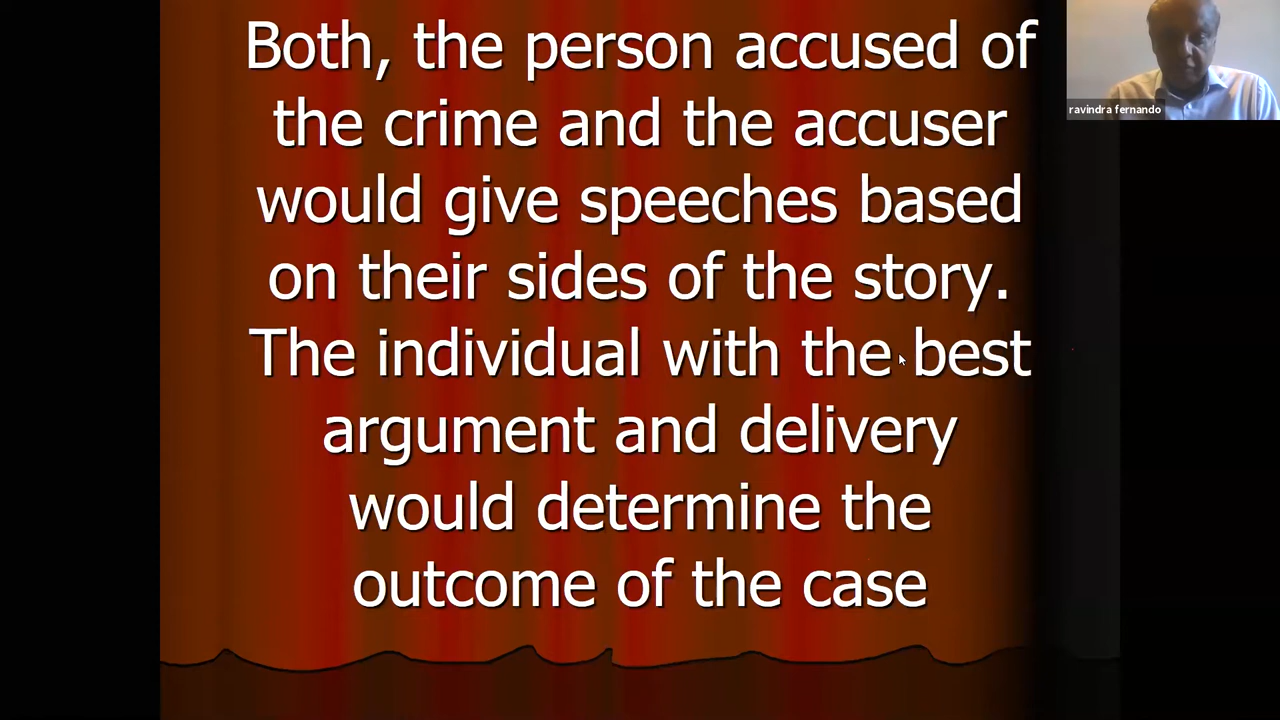 Both, the person accused of
the crime and the accuser
would give speeches based
on their sides of the story.
The individual with the best
argument and delivery
would determine the
outcome of the case
ravindra fernando